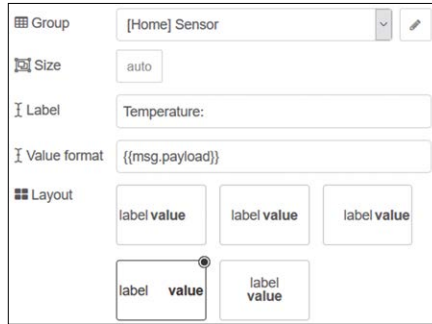 Group [Home] Sensor
Size auto
Label Temperature:
Value format {{msg.payload}}
Layout
label value label value label value
label value label
value